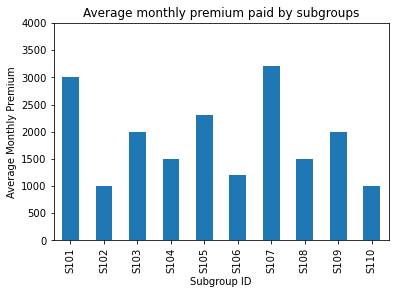 Average monthly premium paid by subgroups
4000
3500
3000
2500
2000
1500
1000
500
0
Average Monthly Premium
S101 S102 S103 S104 S105 S106 S107 S108 S109 S110
Subgroup ID